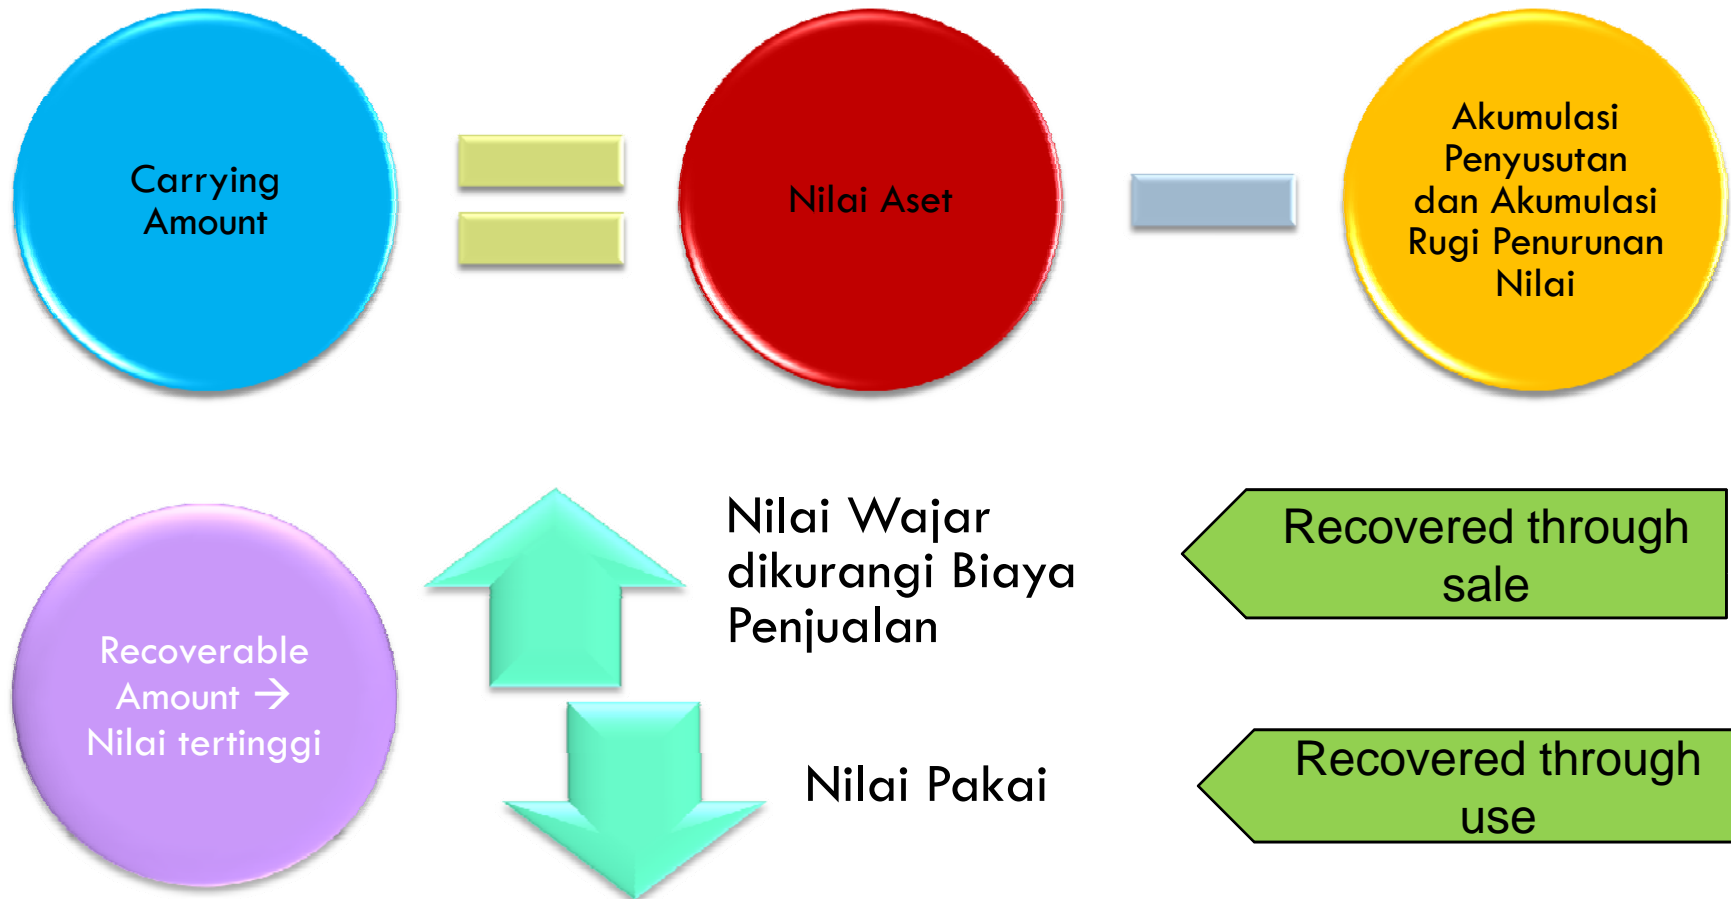 Carrying
Amount
Nilai Aset
Akumulasi
Penyusutan
dan Akumulasi
Rugi Penurunan
Nilai
Recoverable
Amount →
Nilai tertinggi
Nilai Wajar
dikurangi Biaya
Penjualan
Recovered through
sale
Nilai Pakai
Recovered through
use